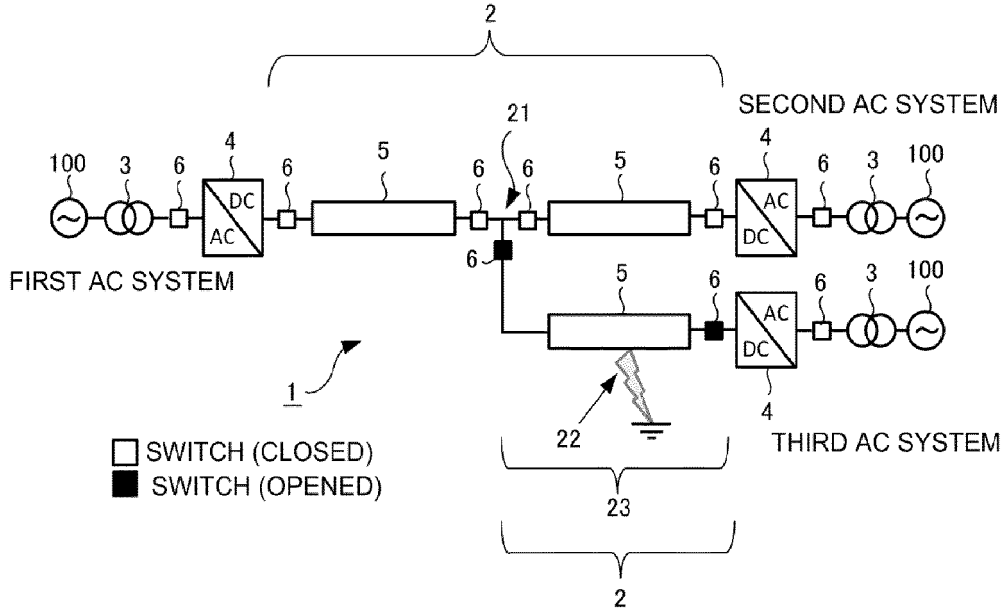 2
SECOND AC SYSTEM
21
100
3
6
4
6
5
6
6
5
6
4
6
3
100
DC
AC
AC
DC
6
FIRST AC SYSTEM
5
6
6
3
100
AC
DC
1
22
4
THIRD AC SYSTEM
SWITCH (CLOSED)
SWITCH (OPENED)
23
2